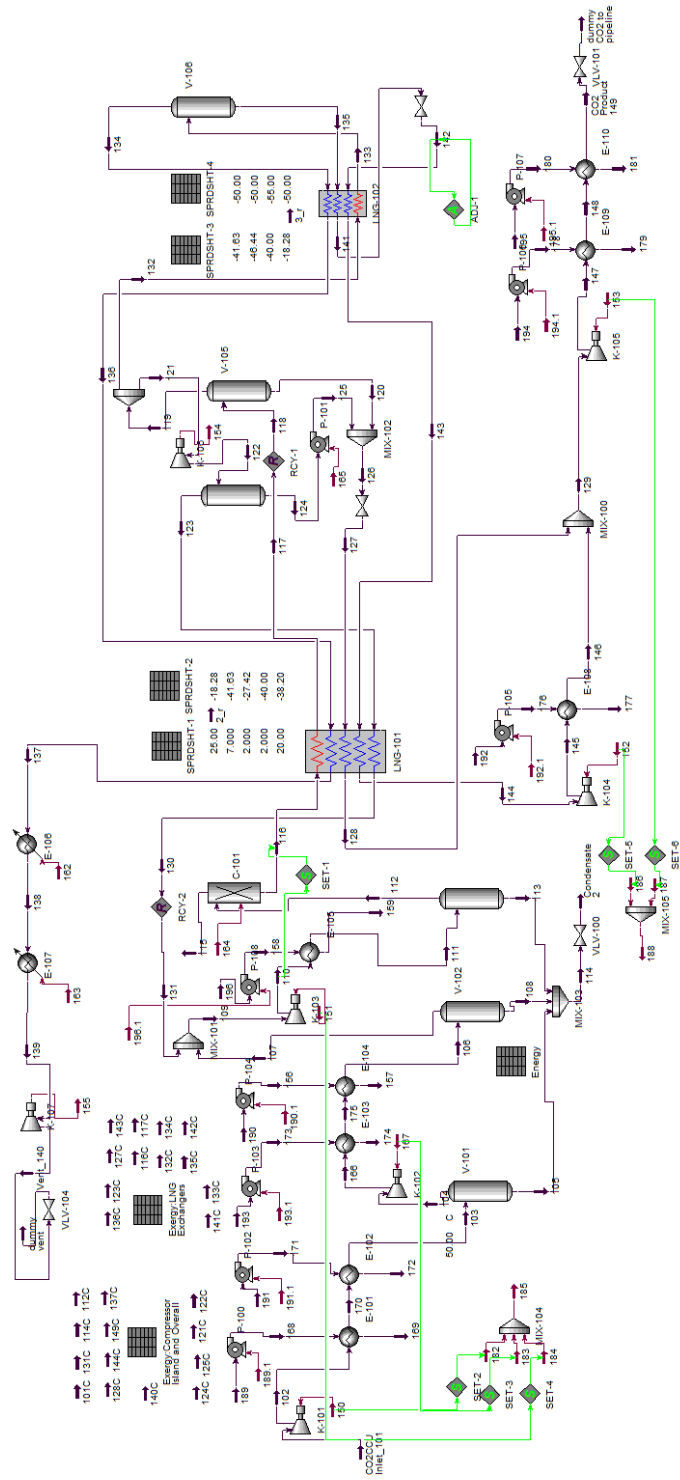 101C
131C
114C
112C
128C
144C
149C
137C
140C
Exergy:Compressor
Island and Overall
124C
125C
121C
122C
136C
123C
127C
143C
116C
117C
132C
134C
135C
142C
Exergy:LNG
Exchangers
141C
133C
dummy
vent
Vent_140
VLV-104
K-107
155
139
E-107
163
138
E-106
162
137
CO2CCU
Inlet_101
K-101
150
102
189
189.1
P-100
168
E-101
169
170
191
191.1
P-102
171
E-102
172
50.00 C
103
V-101
104
105
K-102
167
166
193
193.1
P-103
E-103
174
175
190
190.1
P-104
156
E-104
157
106
V-102
107
108
MIX-101
109
K-103
151
110
196
196.1
P-108
E-105
159
111
112
MIX-103
114
VLV-100
Condensate
2
Energy
RCY-2
130
131
115
164
C-101
116
SET-1
SET-2
SET-3
SET-4
182
183
184
MIX-104
185
SPRDSHT-1
SPRDSHT-2
25.00
-18.28
2_r
7.000
-41.63
2.000
-27.42
2.000
-40.00
20.00
-38.20
LNG-101
128
144
K-104
152
145
192
192.1
P-105
E-108
177
146
SET-5
SET-6
186
187
MIX-105
188
117
RCY-1
118
V-105
119
120
121
122
154
123
124
P-101
165
MIX-102
126
127
132
136
143
SPRDSHT-3
SPRDSHT-4
-41.63
-50.00
-46.44
-50.00
-40.00
-55.00
-18.28
-50.00
3_r
LNG-102
141
133
134
135
V-106
142
ADJ-1
MIX-100
129
K-105
153
147
194
194.1
E-109
179
148
195.1
P-107
180
E-110
181
CO2
Product
149
VLV-101
dummy
CO2 to
pipeline